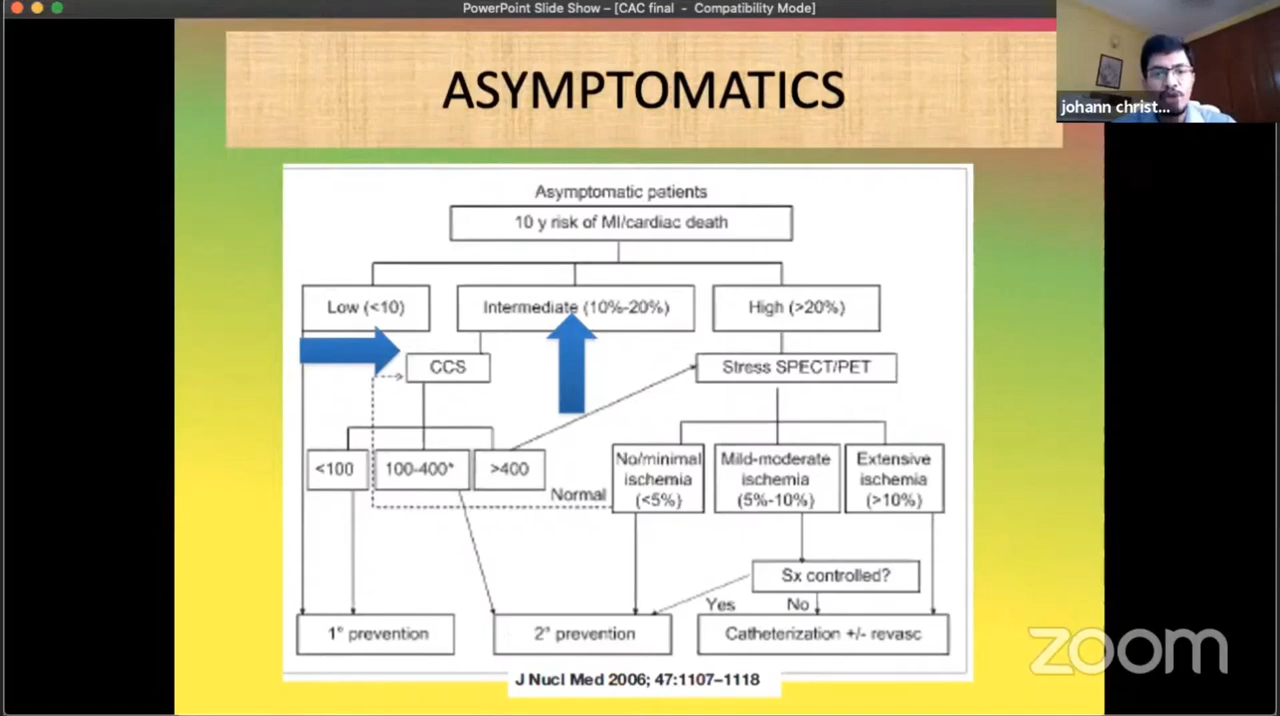 PowerPoint Slide Show – [CAC final - Compatibility Mode]
johann christ...
ASYMPTOMATICS
Asymptomatic patients
10 y risk of MI/cardiac death
Low (<10)
Intermediate (10%-20%)
High (>20%)
CCS
Stress SPECT/PET
<100
100-400*
>400
No/minimal
ischemia
(<5%)
Mild-moderate
ischemia
(5%-10%)
Extensive
ischemia
(>10%)
Normal
Sx controlled?
Yes
No
1° prevention
2° prevention
Catheterization +/- revasc
J Nucl Med 2006; 47:1107–1118
zoom